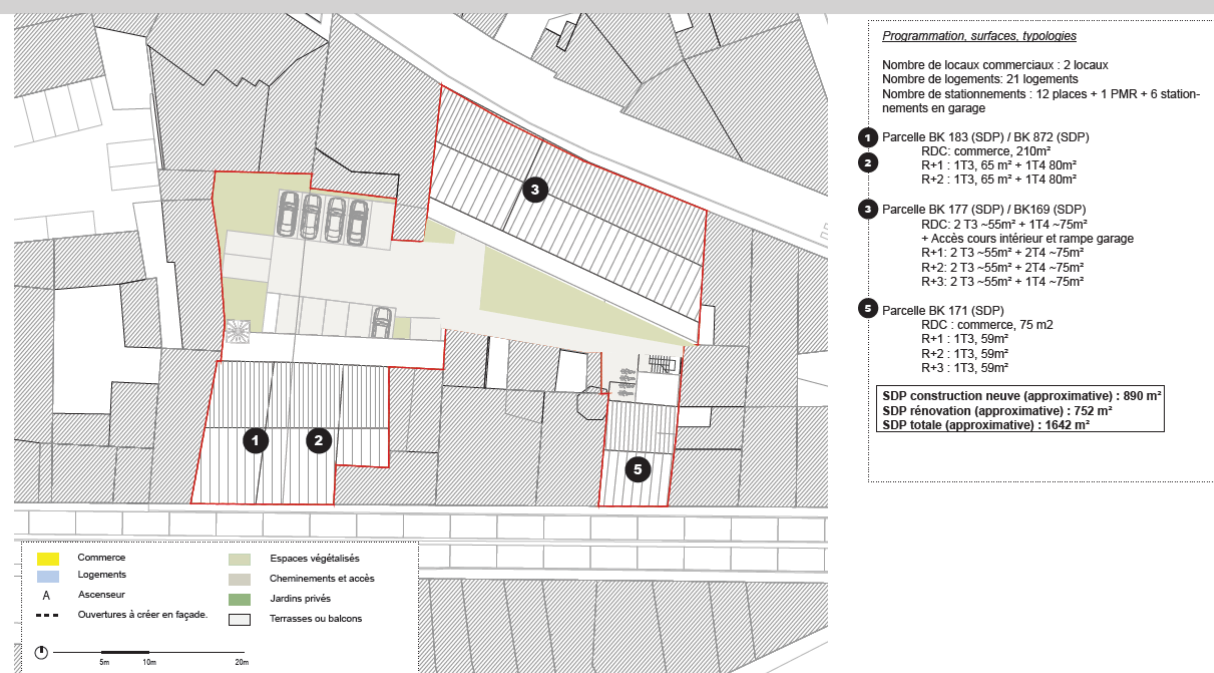 Programmation, surfaces, typologies
Nombre de locaux commerciaux : 2 locaux
Nombre de logements: 21 logements
Nombre de stationnements : 12 places + 1 PMR + 6 station-
nements en garage
1 Parcelle BK 183 (SDP) / BK 872 (SDP)
RDC: commerce, 210m²
2 R+1 : 1T3, 65 m² + 1T4 80m²
R+2 : 1T3, 65 m² + 1T4 80m²
3 Parcelle BK 177 (SDP) / BK169 (SDP)
RDC: 2 T3 ~55m² + 1T4 ~75m²
+ Accès cours intérieur et rampe garage
R+1: 2 T3 ~55m² + 2T4 ~75m²
R+2: 2 T3 ~55m² + 2T4 ~75m²
R+3: 2 T3 ~55m² + 1T4 ~75m²
5 Parcelle BK 171 (SDP)
RDC : commerce, 75 m2
R+1 : 1T3, 59m²
R+2 : 1T3, 59m²
R+3 : 1T3, 59m²
SDP construction neuve (approximative) : 890 m²
SDP rénovation (approximative) : 752 m²
SDP totale (approximative) : 1642 m²
3
1
2
5
Commerce
Logements
A Ascenseur
Ouvertures à créer en façade.
Espaces végétalisés
Cheminements et accès
Jardins privés
Terrasses ou balcons
5m 10m 20m